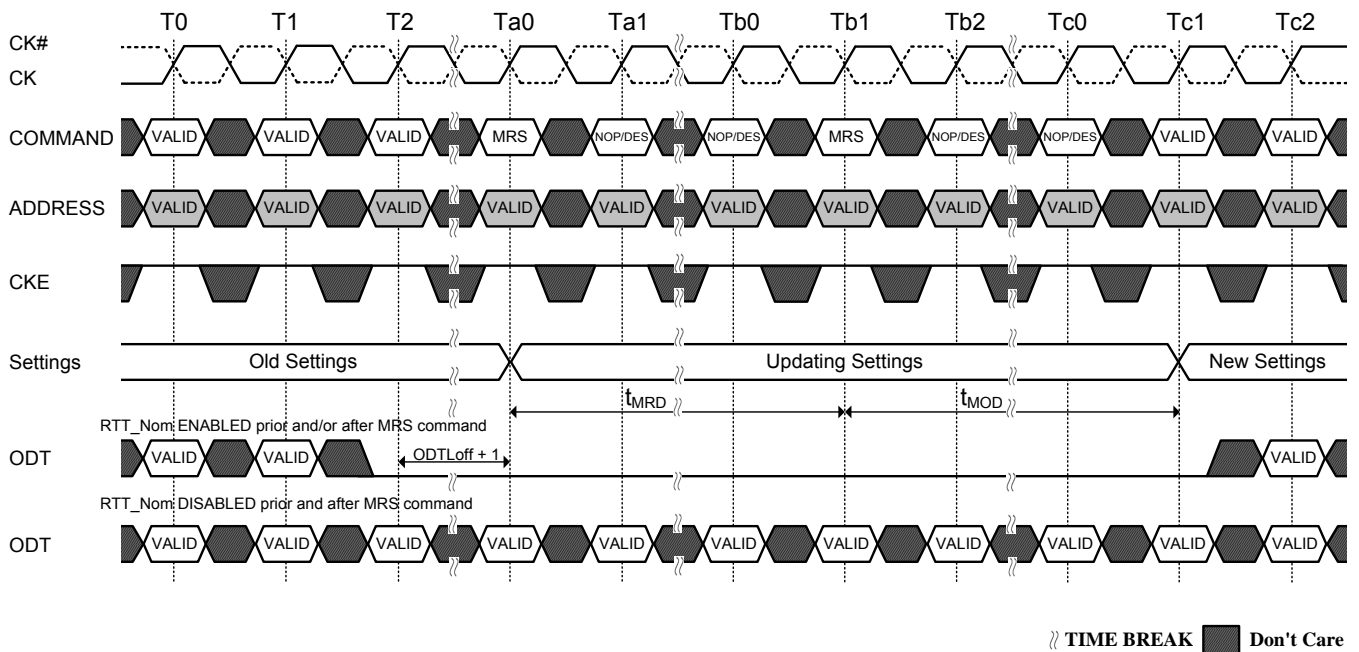 T0 T1 T2 Ta0 Ta1 Tb0 Tb1 Tb2 Tc0 Tc1 Tc2
CK#
CK
COMMAND VALID VALID VALID MRS NOP/DES NOP/DES MRS NOP/DES NOP/DES VALID VALID
ADDRESS VALID VALID VALID VALID VALID VALID VALID VALID VALID VALID VALID
CKE
Settings Old Settings Updating Settings New Settings
tMRD tMOD
RTT_Nom ENABLED prior and/or after MRS command
ODT VALID VALID ODTLoff + 1 VALID
RTT_Nom DISABLED prior and after MRS command
ODT VALID VALID VALID VALID VALID VALID VALID VALID VALID VALID VALID
TIME BREAK Don't Care